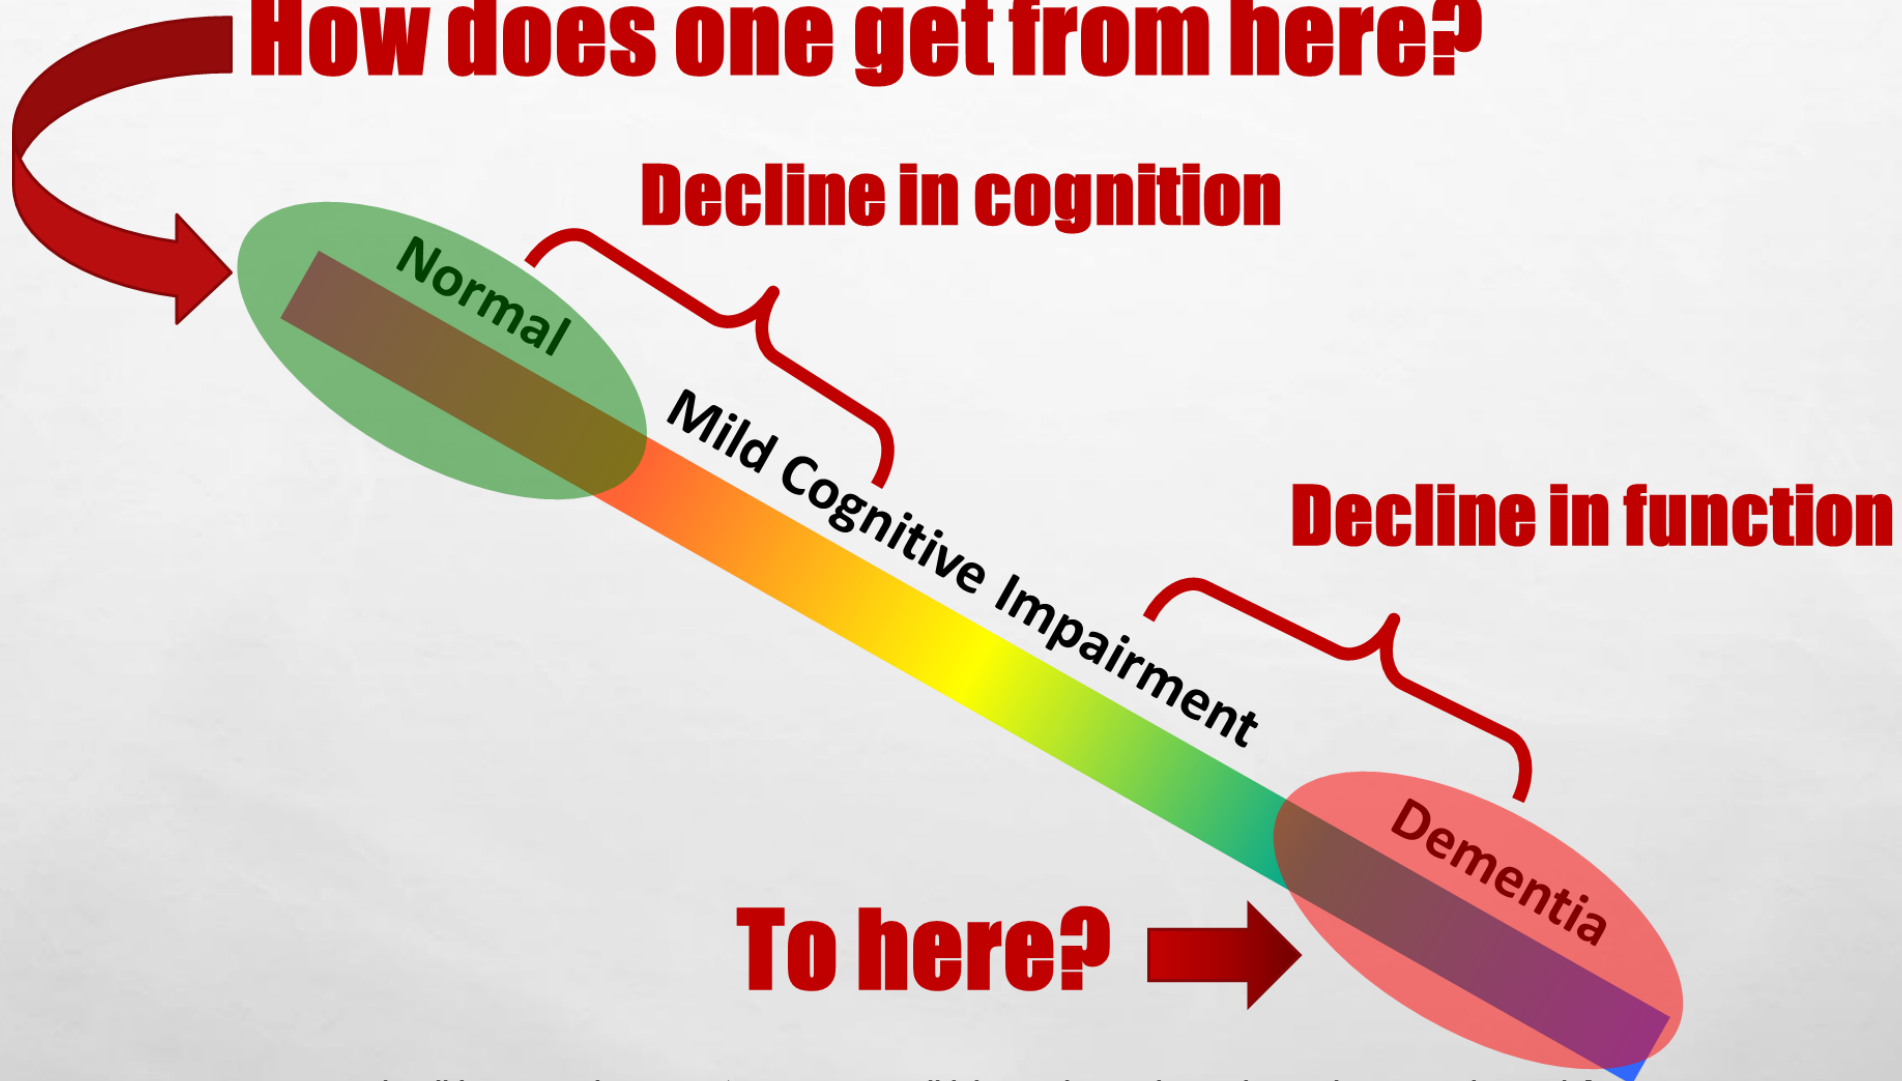 How does one get from here?
Decline in cognition
Normal
Mild Cognitive Impairment
Decline in function
Dementia
To here?